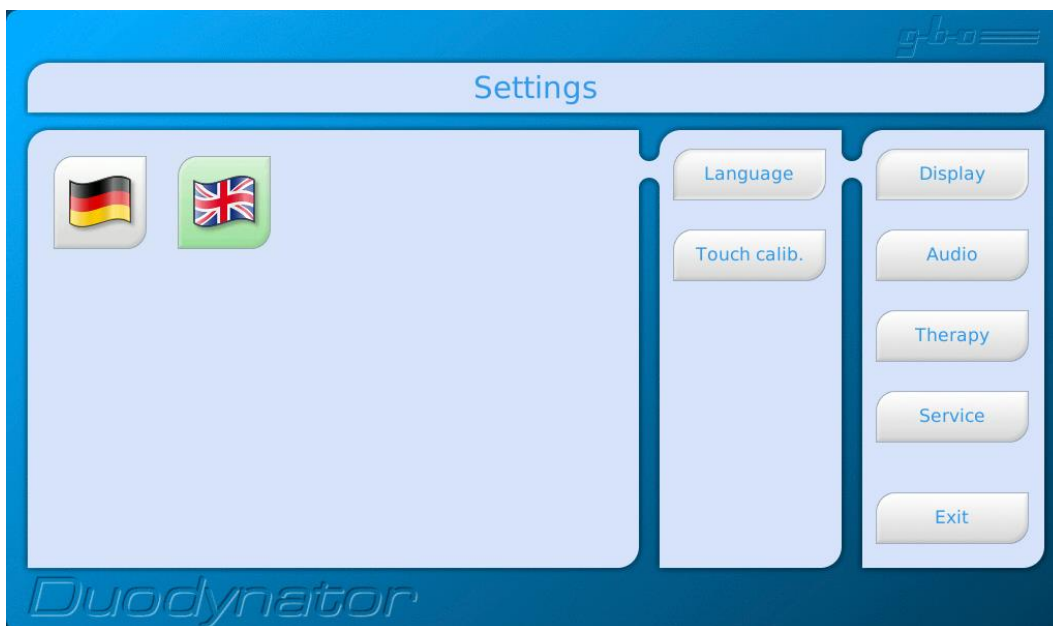 g-b-o
Settings
Language
Touch calib.
Display
Audio
Therapy
Service
Exit
Duodynator